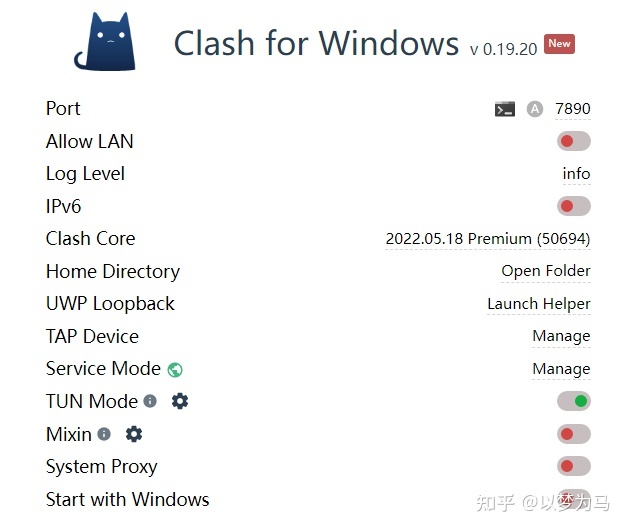 Clash for Windows v 0.19.20 New
Port A 7890
Allow LAN
Log Level info
IPv6
Clash Core 2022.05.18 Premium (50694)
Home Directory Open Folder
UWP Loopback Launch Helper
TAP Device Manage
Service Mode Manage
TUN Mode
Mixin
System Proxy
Start with Windows
知乎 @以梦为马